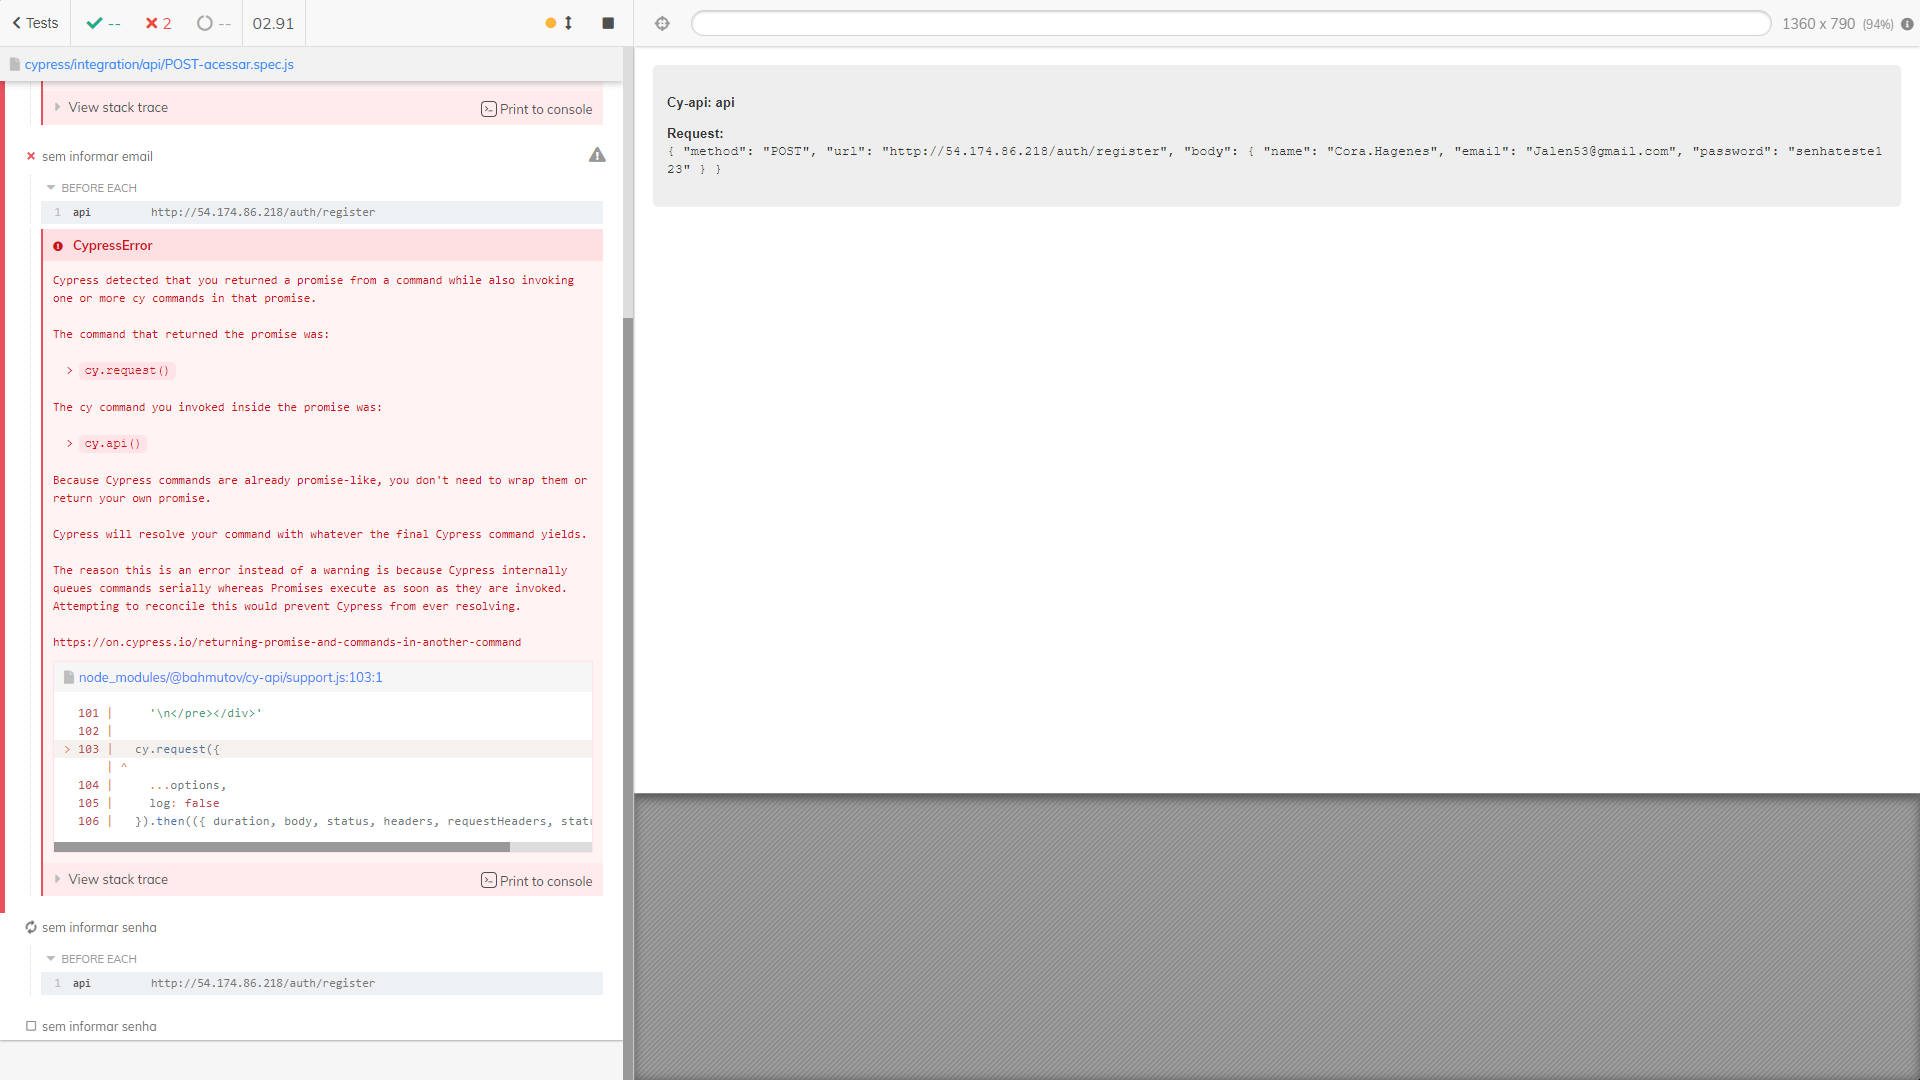 Tests
--
2
--
02.91
1360 x 790 (94%)
cypress/integration/api/POST-acessar.spec.js
View stack trace
Print to console
sem informar email
BEFORE EACH
1 api http://54.174.86.218/auth/register
CypressError
Cypress detected that you returned a promise from a command while also invoking
one or more cy commands in that promise.
The command that returned the promise was:
> cy.request()
The cy command you invoked inside the promise was:
> cy.api()
Because Cypress commands are already promise-like, you don't need to wrap them or
return your own promise.
Cypress will resolve your command with whatever the final Cypress command yields.
The reason this is an error instead of a warning is because Cypress internally
queues commands serially whereas Promises execute as soon as they are invoked.
Attempting to reconcile this would prevent Cypress from ever resolving.
https://on.cypress.io/returning-promise-and-commands-in-another-command
node_modules/@bahmutov/cy-api/support.js:103:1
101 | '\n</pre></div>'
102 |
> 103 | cy.request({
| ^
104 | ...options,
105 | log: false
106 | }).then(({ duration, body, status, headers, requestHeaders, statu
View stack trace
Print to console
sem informar senha
BEFORE EACH
1 api http://54.174.86.218/auth/register
sem informar senha
Cy-api: api
Request:
{ "method": "POST", "url": "http://54.174.86.218/auth/register", "body": { "name": "Cora.Hagenes", "email": "Jalen53@gmail.com", "password": "senhateste1
23" } }